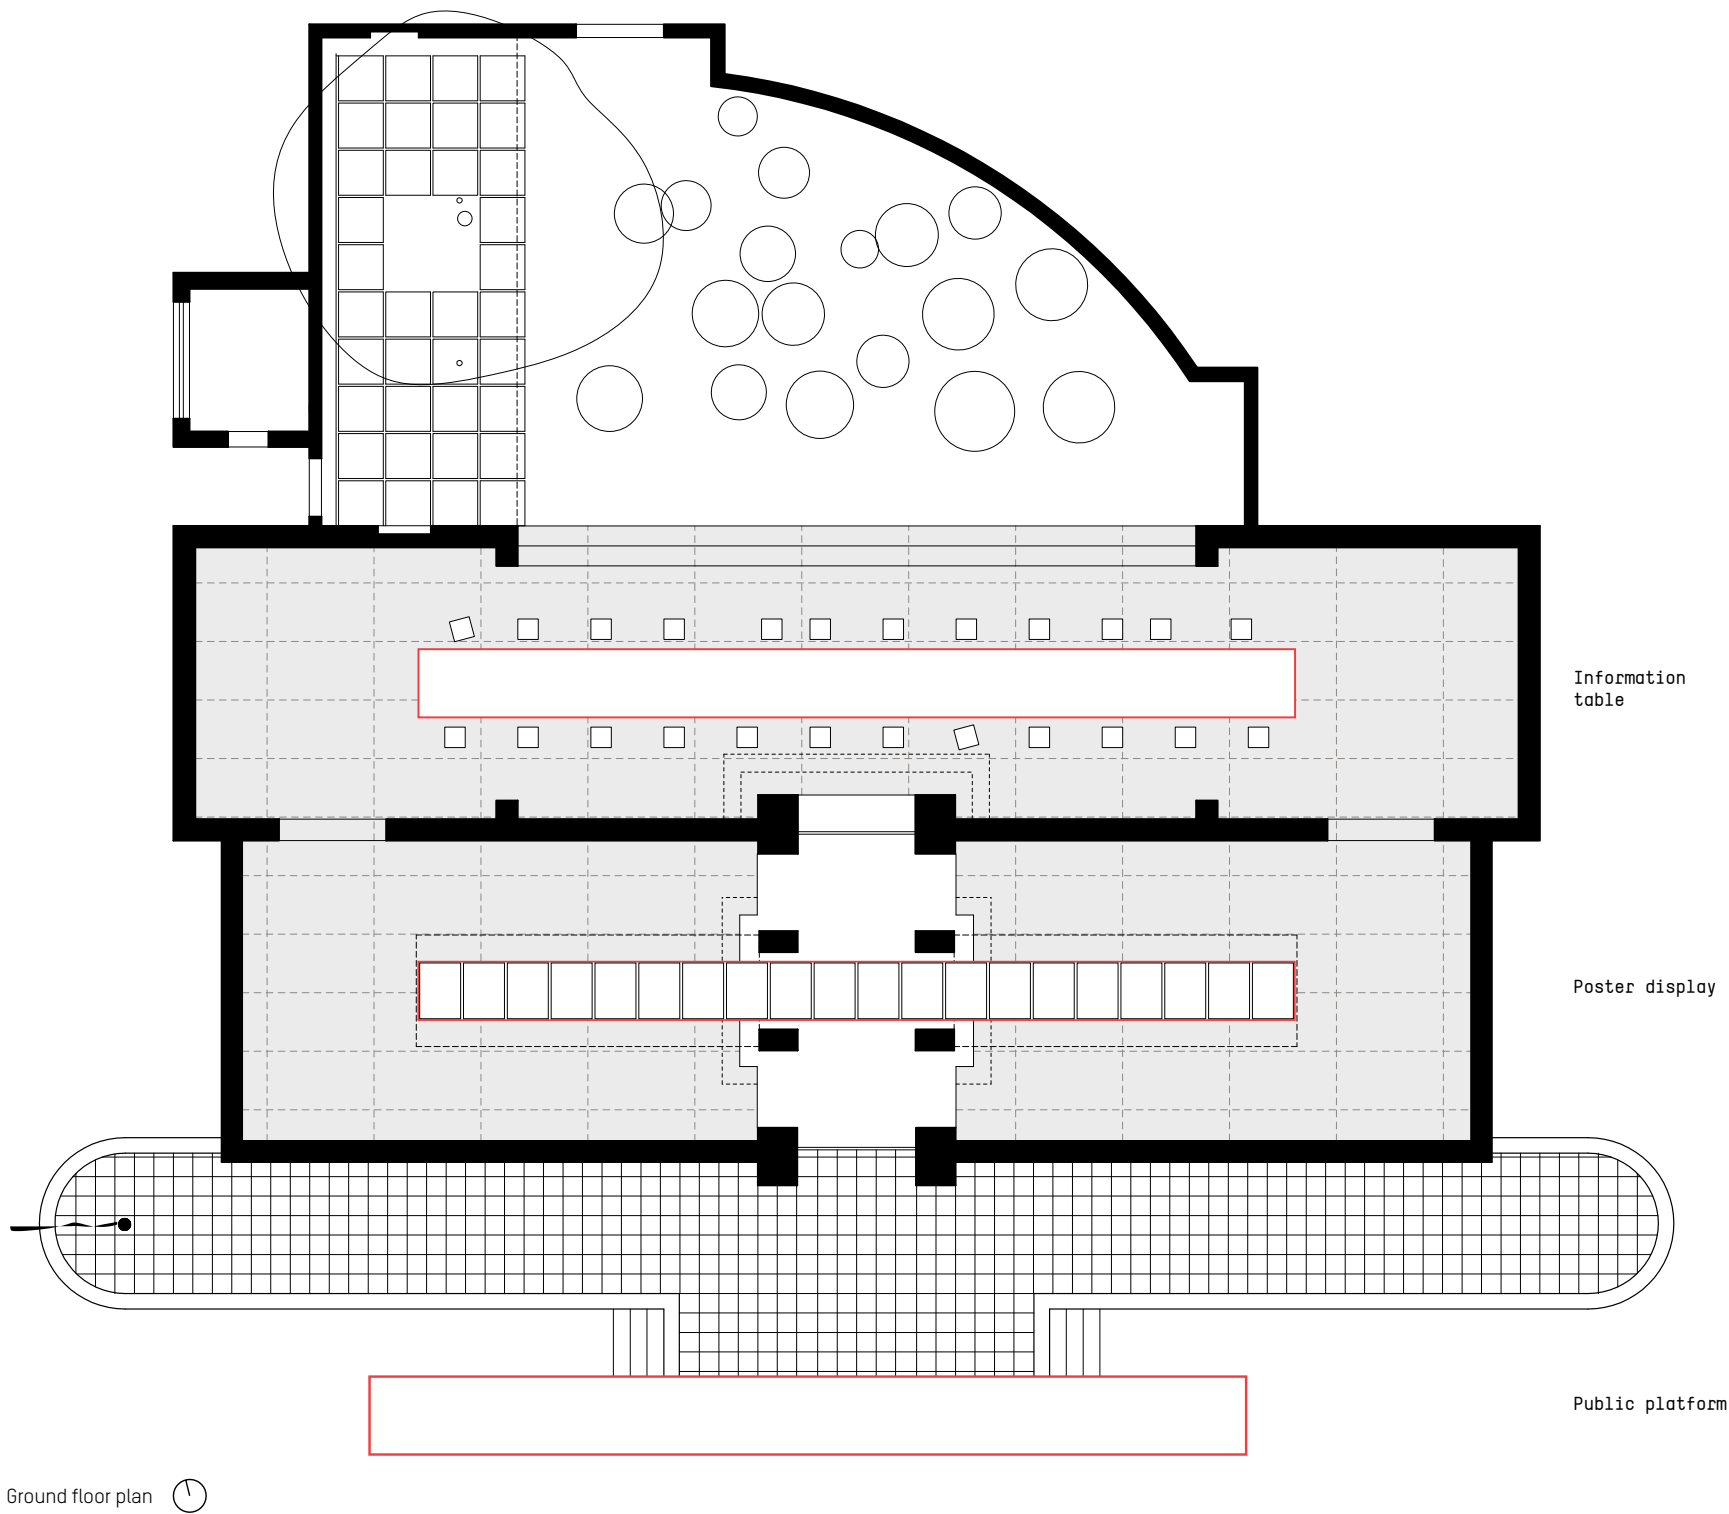 Information
table
Poster display
Public platform
Ground floor plan